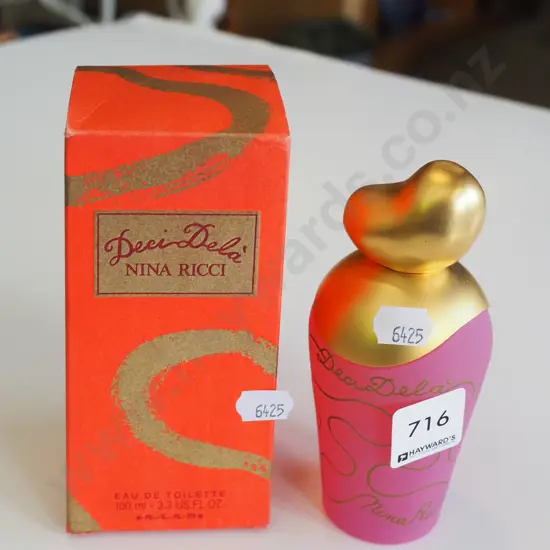 Deci Delà
NINA RICCI
EAU DE TOILETTE
100 ml - 3.3 US FL OZ
6425
6425
Deci Delà
716
HAYWARD'S
Nina R